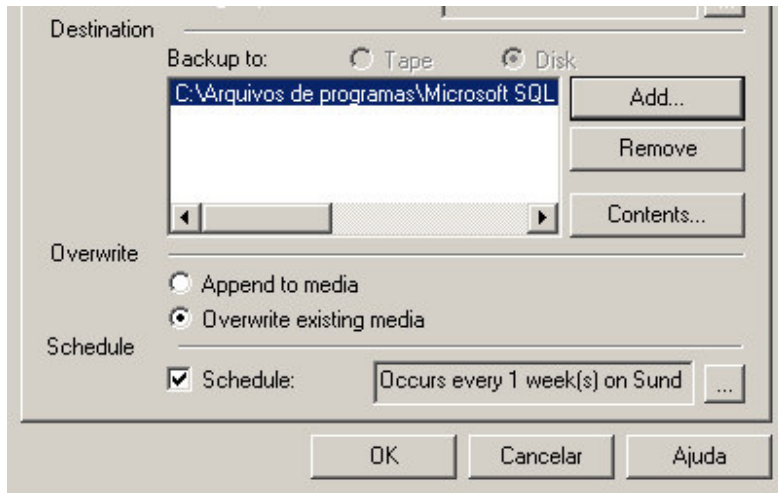 ...
Destination
Backup to: Tape Disk
C:\Arquivos de programas\Microsoft SQL
Add...
Remove
Contents...
Overwrite
Append to media
Overwrite existing media
Schedule
Schedule: Occurs every 1 week(s) on Sund ...
OK Cancelar Ajuda